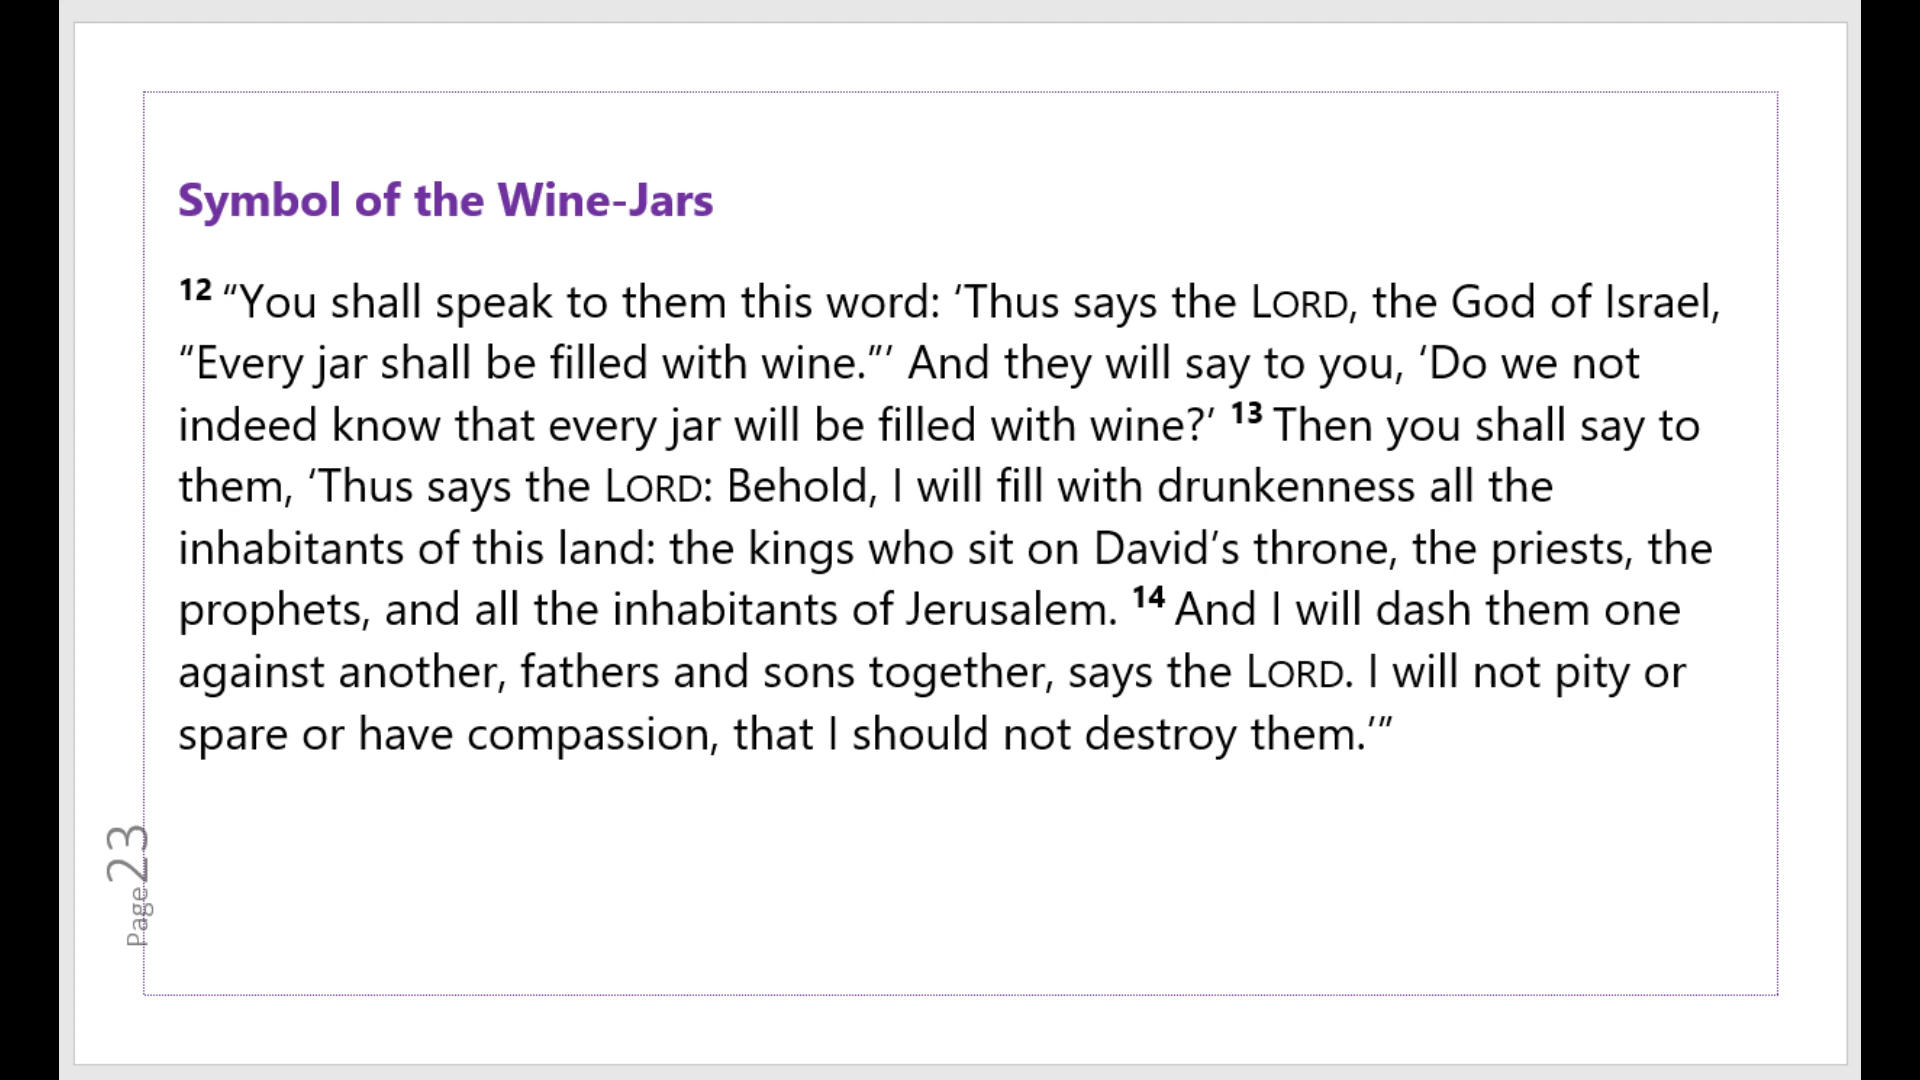 Symbol of the Wine-Jars
12 “You shall speak to them this word: ‘Thus says the LORD, the God of Israel,
“Every jar shall be filled with wine.”’ And they will say to you, ‘Do we not
indeed know that every jar will be filled with wine?’ 13 Then you shall say to
them, ‘Thus says the LORD: Behold, I will fill with drunkenness all the
inhabitants of this land: the kings who sit on David’s throne, the priests, the
prophets, and all the inhabitants of Jerusalem. 14 And I will dash them one
against another, fathers and sons together, says the LORD. I will not pity or
spare or have compassion, that I should not destroy them.’”
Page 23